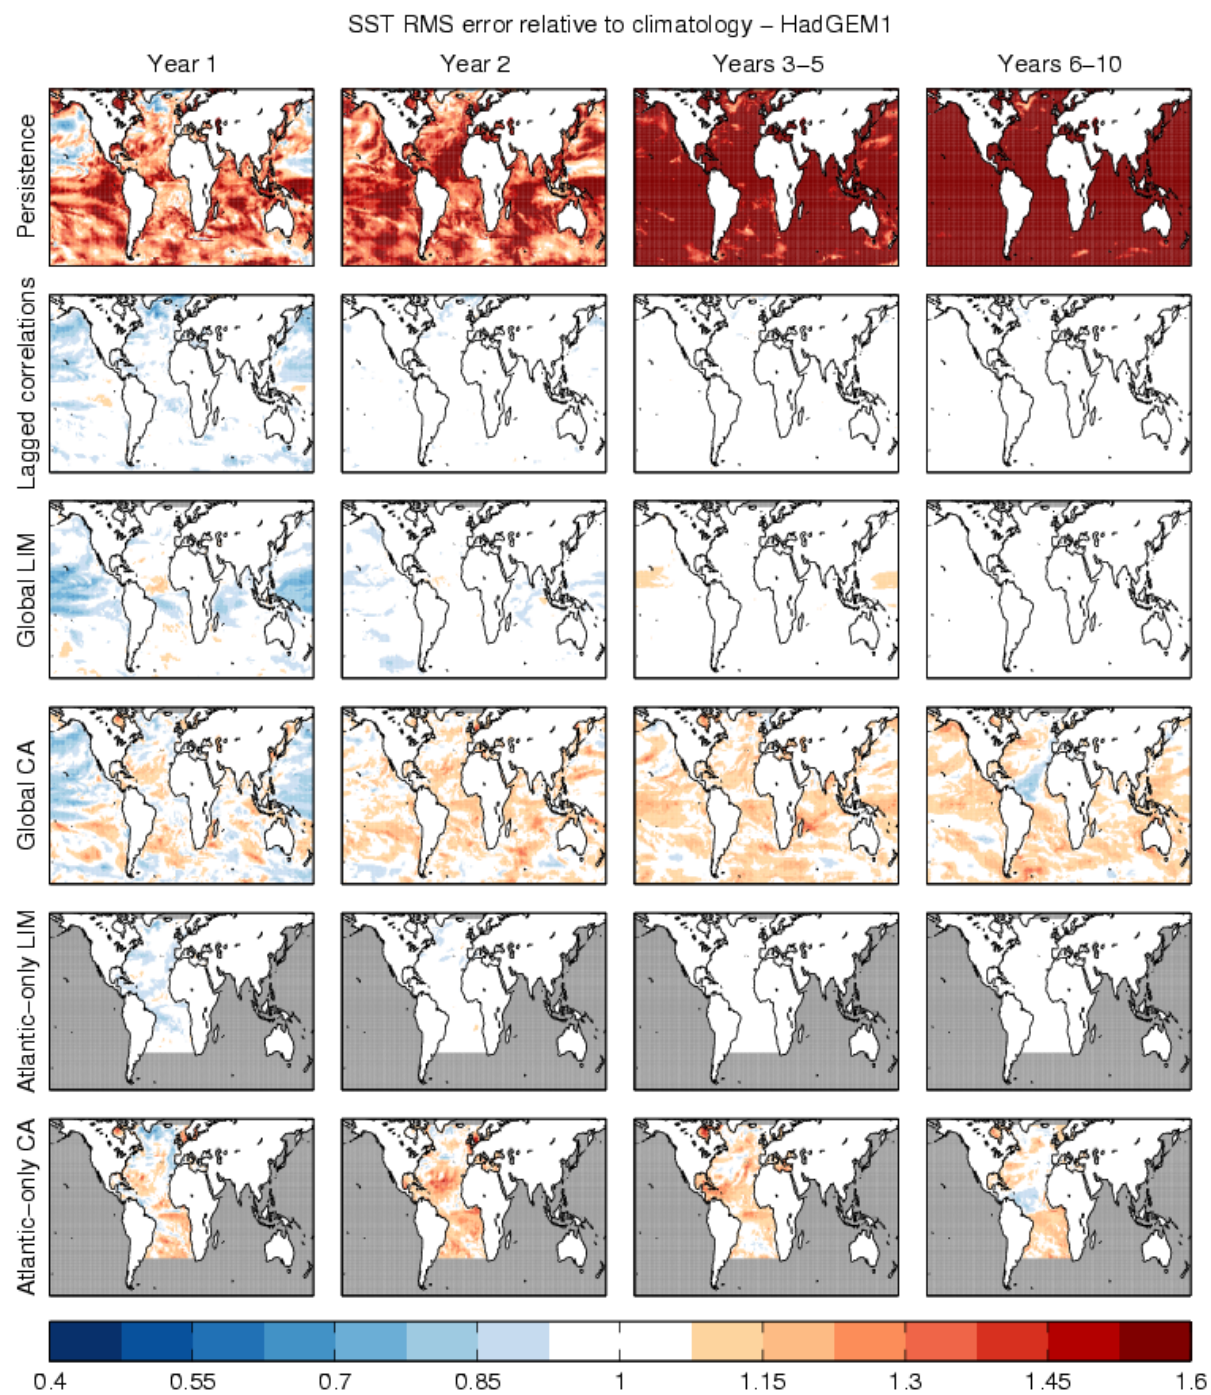 SST RMS error relative to climatology – HadGEM1
Year 1 Year 2 Years 3–5 Years 6–10
Persistence
Lagged correlations
Global LIM
Global CA
Atlantic–only LIM
Atlantic–only CA
0.4 0.55 0.7 0.85 1 1.15 1.3 1.45 1.6